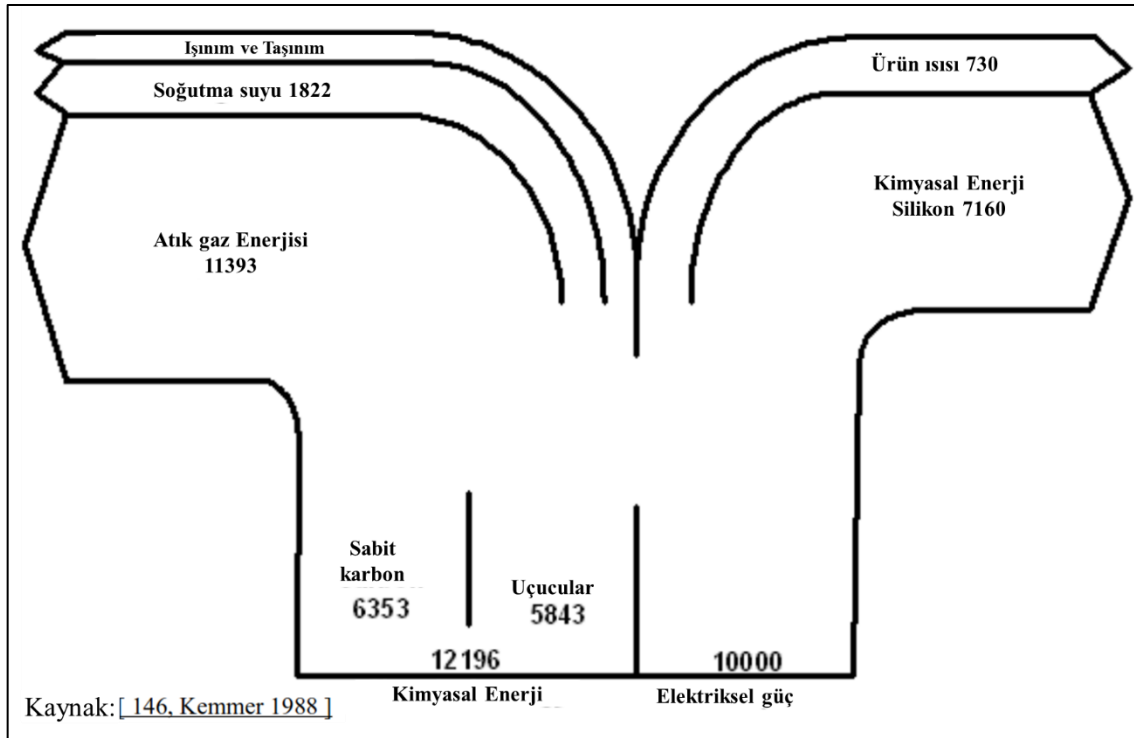 Işınım ve Taşınım
Soğutma suyu 1822
Atık gaz Enerjisi
11393
Ürün ısısı 730
Kimyasal Enerji
Silikon 7160
Sabit
karbon
6353
Uçucular
5843
12196
10000
Kimyasal Enerji
Elektriksel güç
Kaynak:[ 146, Kemmer 1988 ]